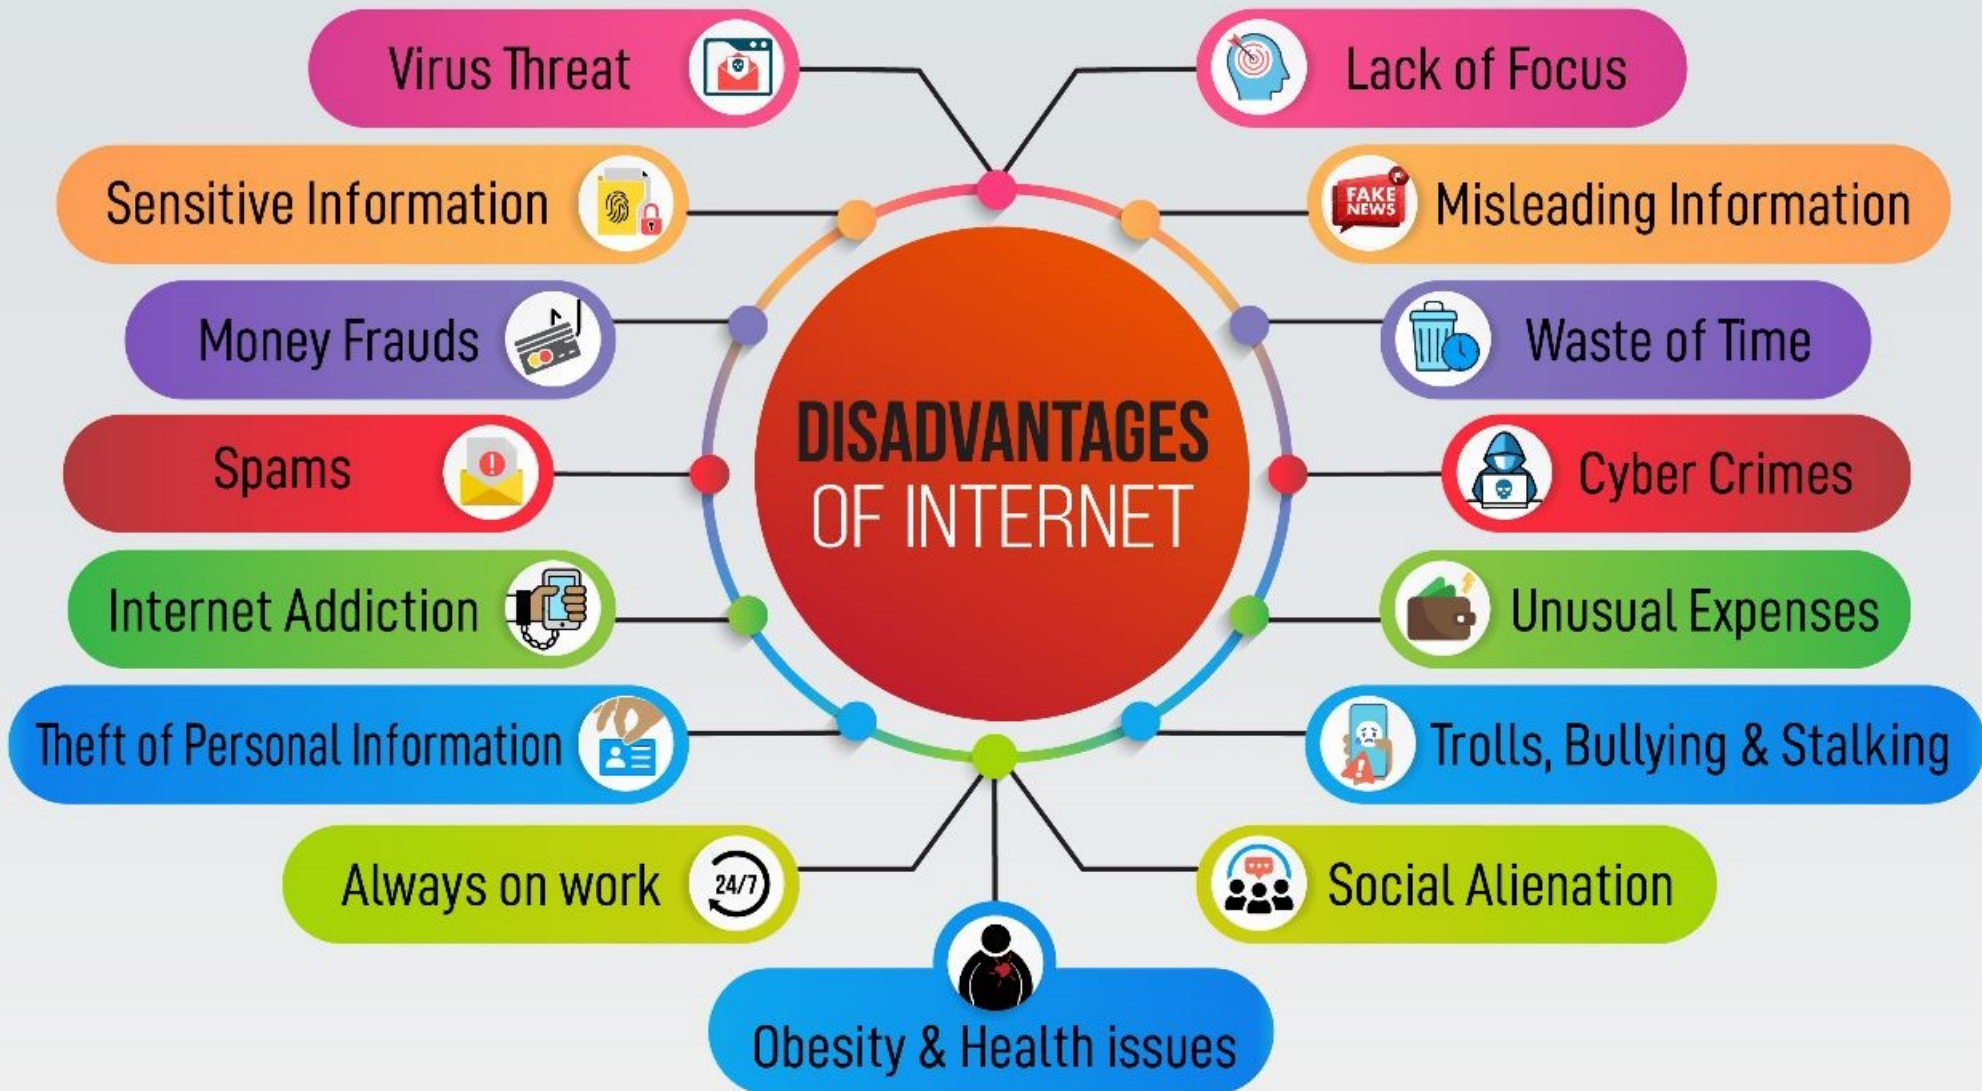 Virus Threat
Lack of Focus
Sensitive Information
FAKE
NEWS
Misleading Information
Money Frauds
Waste of Time
DISADVANTAGES
OF INTERNET
Spams
Cyber Crimes
Internet Addiction
Unusual Expenses
Theft of Personal Information
Trolls, Bullying & Stalking
Always on work
24/7
Social Alienation
Obesity & Health issues